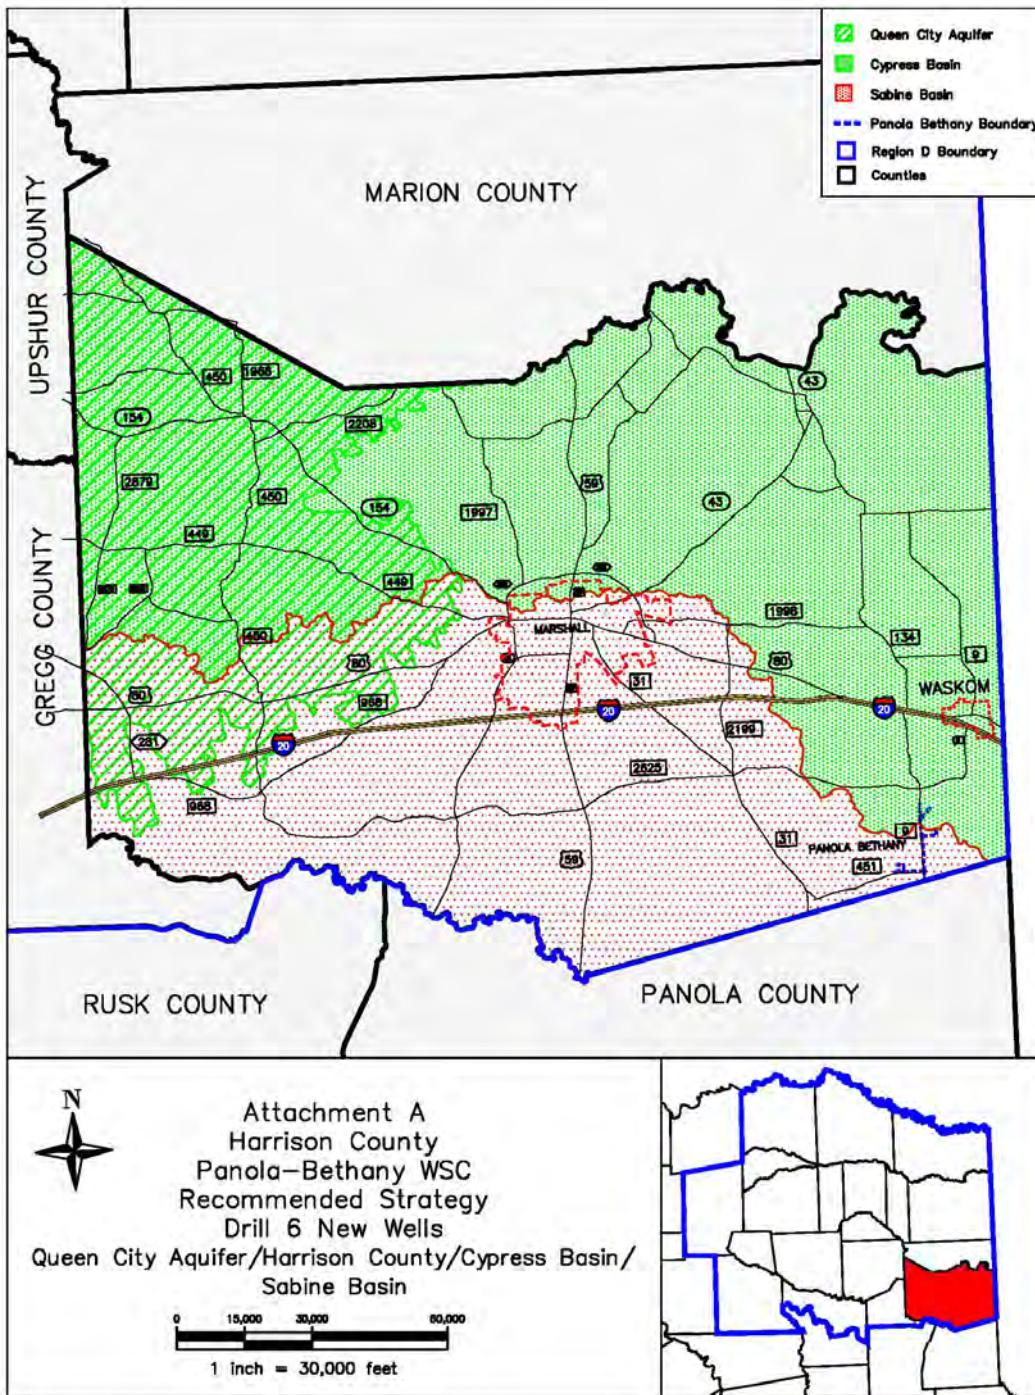 Queen City Aquifer
Cypress Basin
Sabine Basin
Panola Bethany Boundary
Region D Boundary
Counties
MARION COUNTY
UPSHUR COUNTY
GREGG COUNTY
450
1968
43
154
2208
2879
450
154
59
43
1997
449
449
1998
134
9
450
80
MARSHALL
80
WASKOM
80
968
31
20
20
281
20
2199
2625
968
9
31
PANOLA BETHANY
59
451
RUSK COUNTY
PANOLA COUNTY
N
Attachment A
Harrison County
Panola-Bethany WSC
Recommended Strategy
Drill 6 New Wells
Queen City Aquifer/Harrison County/Cypress Basin/
Sabine Basin
0 15,000 30,000 60,000
1 inch = 30,000 feet